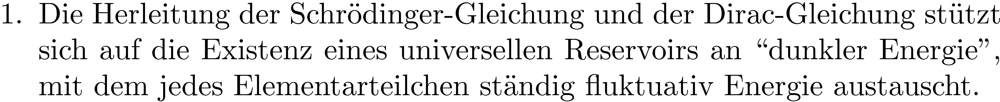 1. Die Herleitung der Schrödinger-Gleichung und der Dirac-Gleichung stützt
sich auf die Existenz eines universellen Reservoirs an “dunkler Energie”,
mit dem jedes Elementarteilchen ständig fluktuativ Energie austauscht.